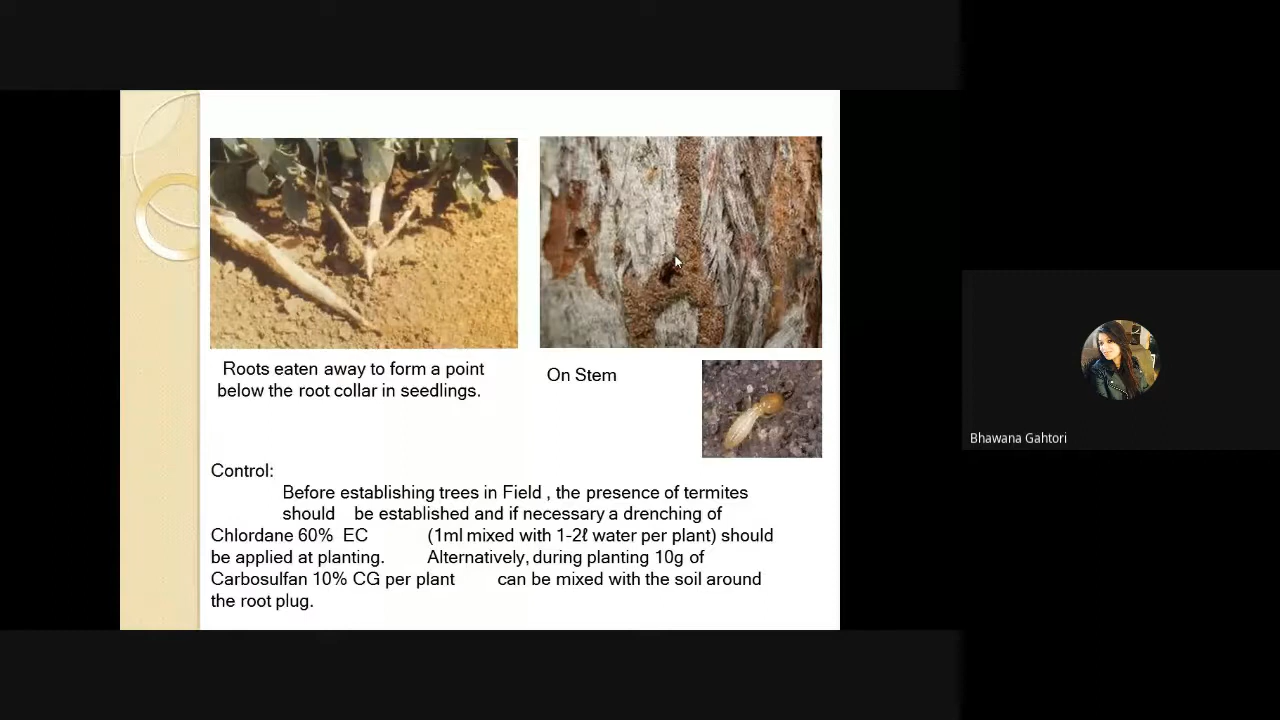 Roots eaten away to form a point
below the root collar in seedlings.
On Stem
Control:
Before establishing trees in Field , the presence of termites
should be established and if necessary a drenching of
Chlordane 60% EC (1ml mixed with 1-2ℓ water per plant) should
be applied at planting. Alternatively, during planting 10g of
Carbosulfan 10% CG per plant can be mixed with the soil around
the root plug.
Bhawana Gahtori